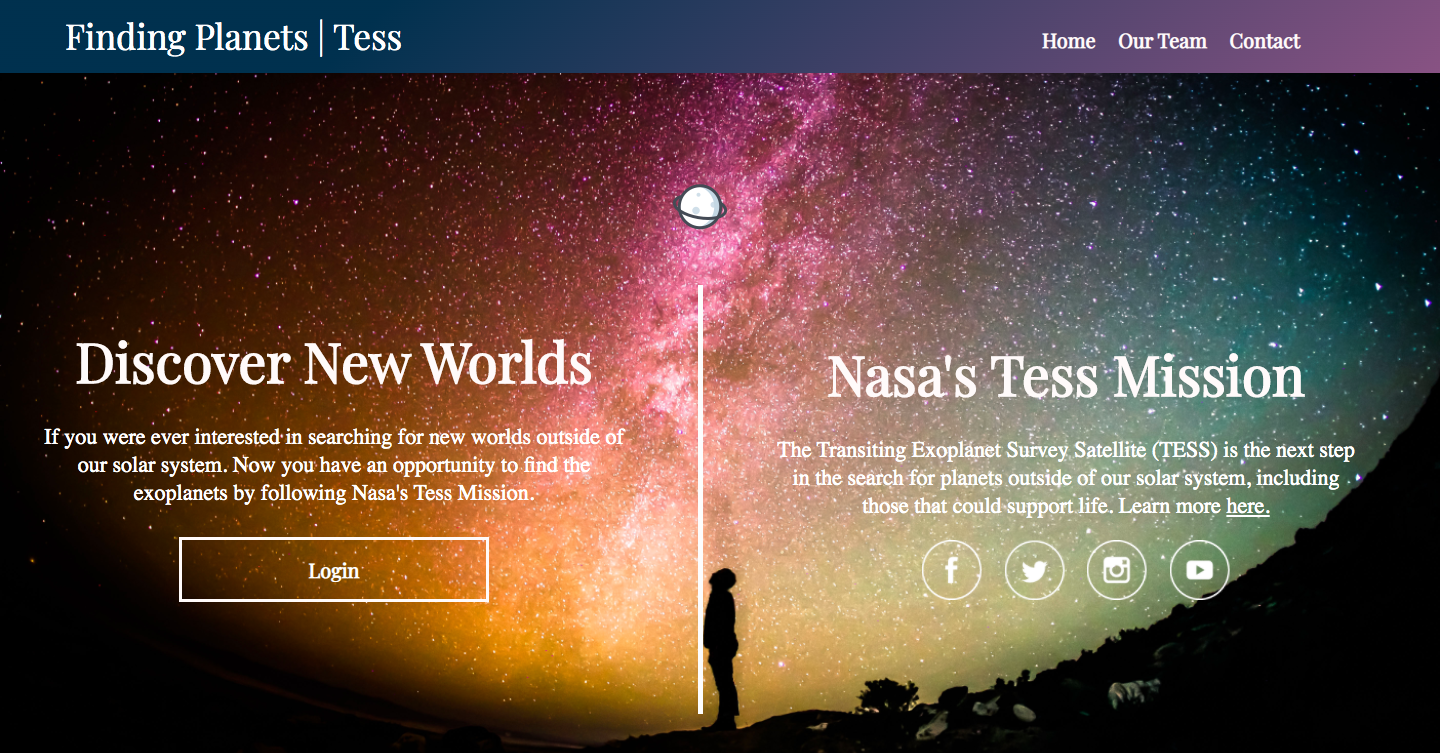 Finding Planets | Tess
Home
Our Team
Contact
Discover New Worlds
If you were ever interested in searching for new worlds outside of
our solar system. Now you have an opportunity to find the
exoplanets by following Nasa's Tess Mission.
Login
Nasa's Tess Mission
The Transiting Exoplanet Survey Satellite (TESS) is the next step
in the search for planets outside of our solar system, including
those that could support life. Learn more here.